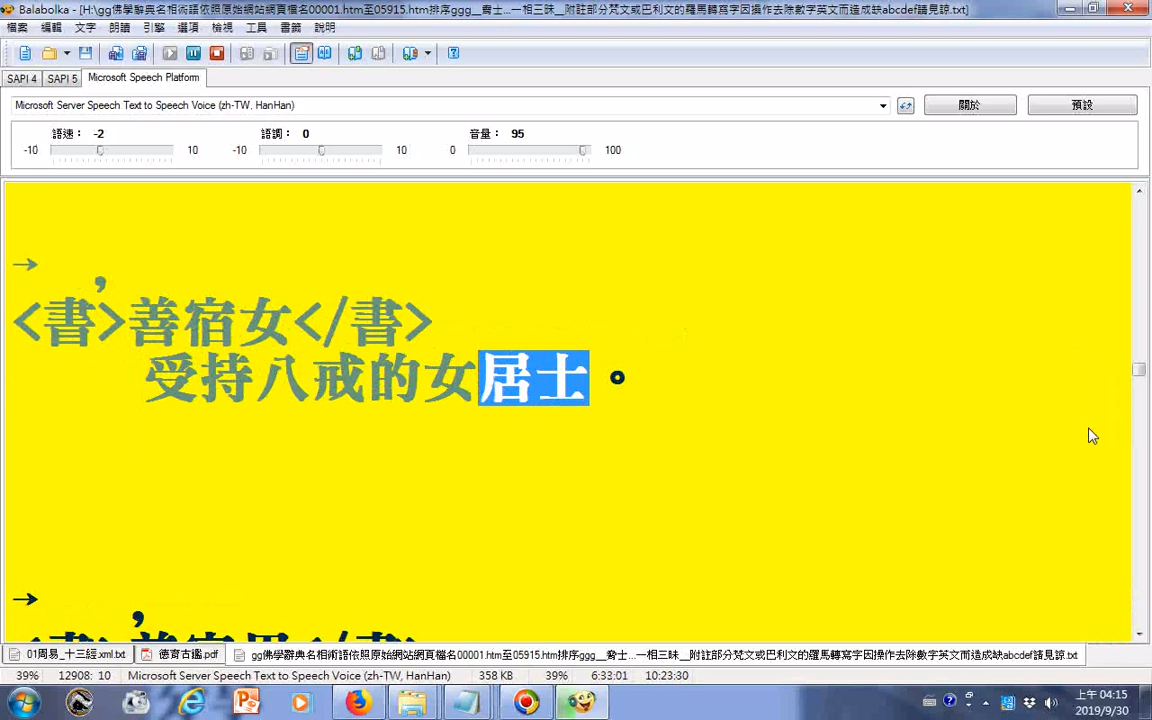 Balabolka - [H:\gg佛學辭典名相術語依照原始網站網頁檔名00001.htm至05915.htm排序ggg__齎士...一相三昧__附註部分梵文或巴利文的羅馬轉寫字因操作去除數字英文而造成缺abcdef請見諒.txt]
檔案 編輯 文字 朗讀 引擎 選項 檢視 工具 書籤 說明
SAPI 4 SAPI 5 Microsoft Speech Platform
Microsoft Server Speech Text to Speech Voice (zh-TW, HanHan) 關於 預設
語速： -2 語調： 0 音量： 95
-10 10 -10 10 0 100
→
，
<書>善宿女</書>
受持八戒的女居士。
→
，
01周易_十三經.xml.txt 德育古鑑.pdf gg佛學辭典名相術語依照原始網站網頁檔名00001.htm至05915.htm排序ggg__齎士...一相三昧__附註部分梵文或巴利文的羅馬轉寫字因操作去除數字英文而造成缺abcdef請見諒.txt
39% 12908: 10 Microsoft Server Speech Text to Speech Voice (zh-TW, HanHan) 358 KB 39% 6:33:01 10:23:30
上午 04:15
2019/9/30